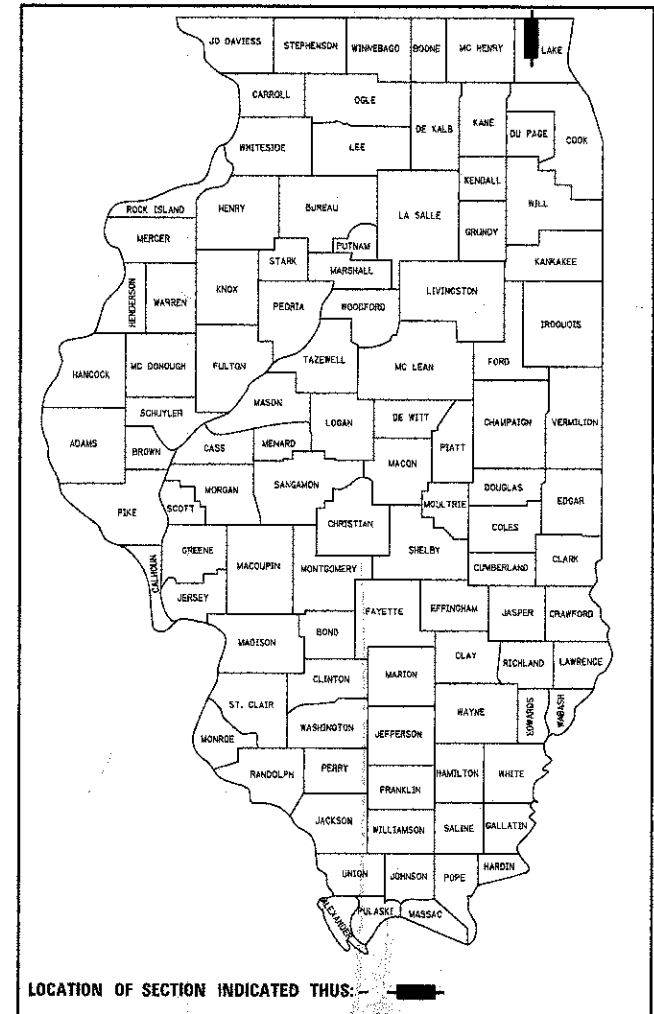 JO DAVIESS STEPHENSON WINNEBAGO BOONE MC HENRY LAKE
CARROLL OGLE DE KALB KANE DU PAGE COOK
WHITESIDE LEE KENDALL WILL
ROCK ISLAND HENRY BUREAU LA SALLE GRUNDY
MERCER PUTNAM KANKAKEE
STARK MARSHALL
HENDERSON WARREN KNOX PEORIA WOODFORD LIVINGSTON IROQUOIS
HANCOCK MC DONOUGH FULTON TAZEWELL MC LEAN FORD
SCHUYLER MASON LOGAN DE WITT CHAMPAIGN VERMILION
ADAMS BROWN CASS MENARD MACON PIATT
PIKE SCOTT MORGAN SANGAMON MOULTRIE DOUGLAS EDGAR
CHRISTIAN COLES
CALHOUN GREENE MACOUPIN MONTGOMERY SHELBY CUMBERLAND CLARK
JERSEY FAYETTE EFFINGHAM JASPER CRAWFORD
MADISON BOND CLAY RICHLAND LAWRENCE
CLINTON MARION
ST. CLAIR WASHINGTON JEFFERSON WAYNE EDWARDS WABASH
MONROE
RANDOLPH PERRY HAMILTON WHITE
FRANKLIN
JACKSON WILLIAMSON SALINE GALLATIN
UNION JOHNSON POPE HARDIN
ALEXANDER PULASKI MASSAC
LOCATION OF SECTION INDICATED THUS:-